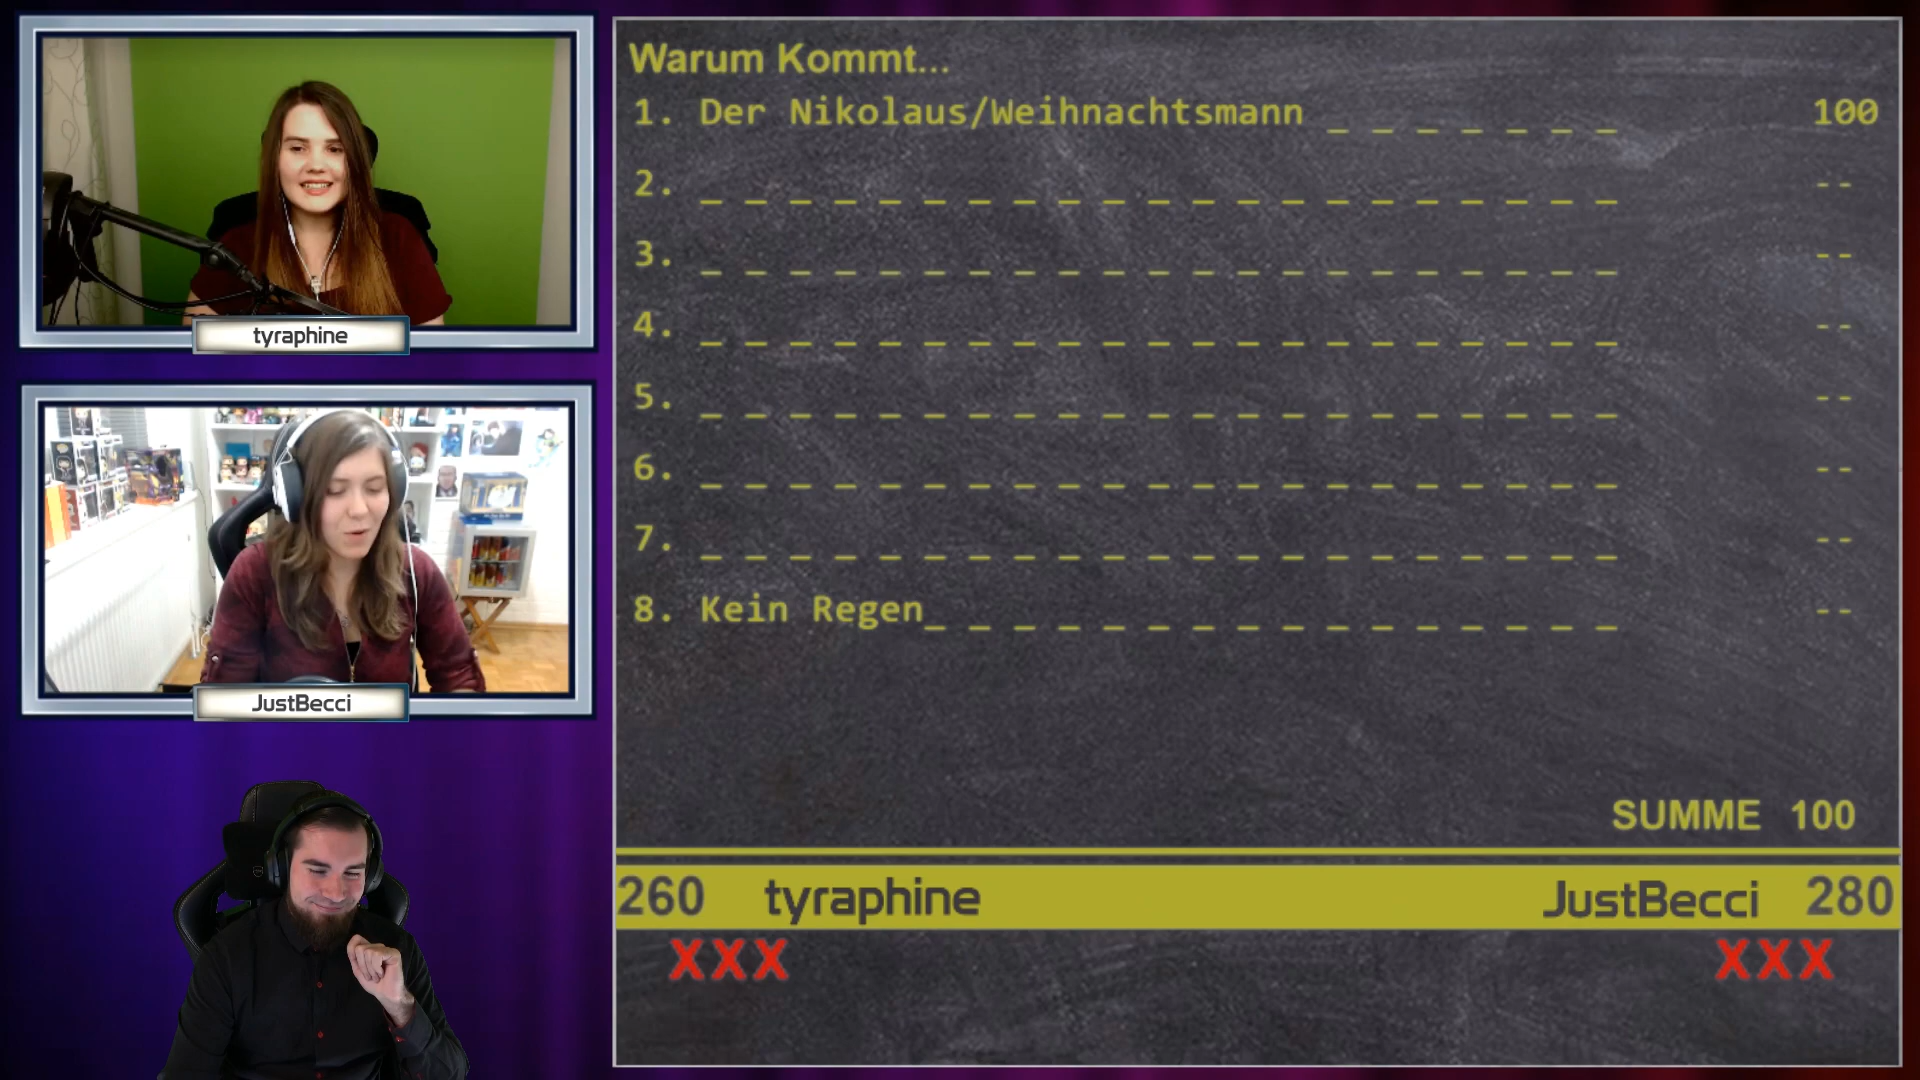 tyraphine
JustBecci
Warum Kommt...
1. Der Nikolaus/Weihnachtsmann _ _ _ _ _ _ _ 100
2. _ _ _ _ _ _ _ _ _ _ _ _ _ _ _ _ _ _ _ _ _ --
3. _ _ _ _ _ _ _ _ _ _ _ _ _ _ _ _ _ _ _ _ _ --
4. _ _ _ _ _ _ _ _ _ _ _ _ _ _ _ _ _ _ _ _ _ --
5. _ _ _ _ _ _ _ _ _ _ _ _ _ _ _ _ _ _ _ _ _ --
6. _ _ _ _ _ _ _ _ _ _ _ _ _ _ _ _ _ _ _ _ _ --
7. _ _ _ _ _ _ _ _ _ _ _ _ _ _ _ _ _ _ _ _ _ --
8. Kein Regen_ _ _ _ _ _ _ _ _ _ _ _ _ _ _ _ --
SUMME 100
260 tyraphine JustBecci 280
XXX XXX